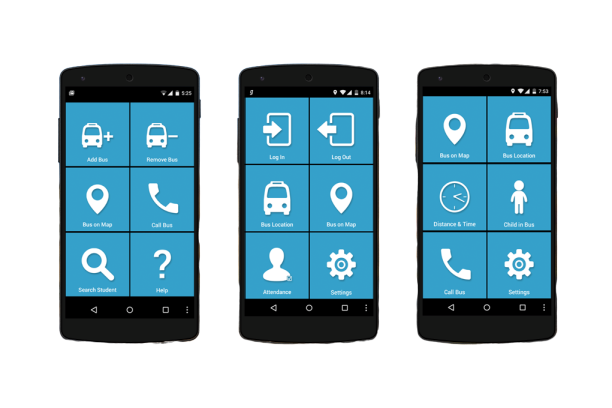 5:25
Add Bus
Remove Bus
Bus on Map
Call Bus
Search Student
Help
8:14
Log In
Log Out
Bus Location
Bus on Map
Attendance
Settings
7:53
Bus on Map
Bus Location
Distance & Time
Child in Bus
Call Bus
Settings